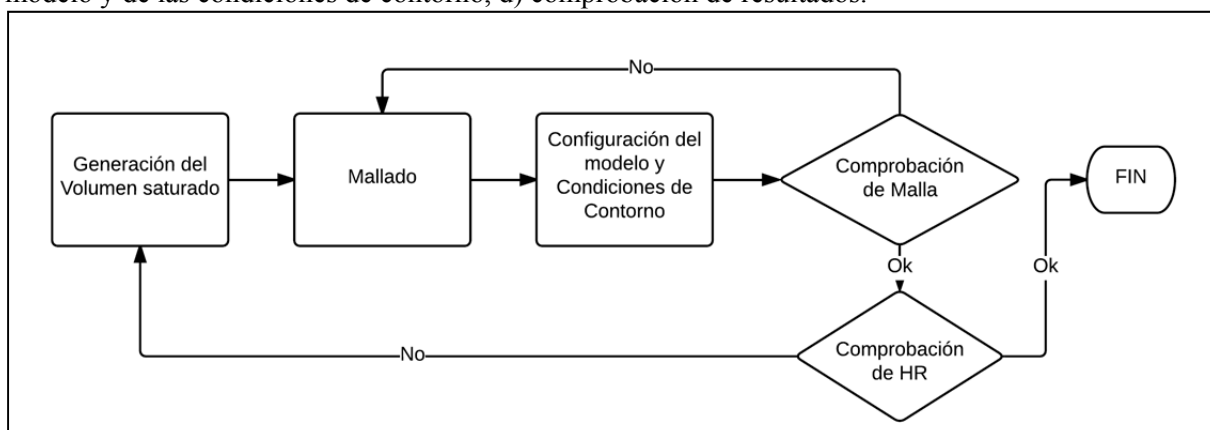 modelo y de las condiciones de contorno, d) comprobación de resultados.
No
Generación del
Volumen saturado
Mallado
Configuración del
modelo y
Condiciones de
Contorno
Comprobación
de Malla
FIN
Ok
Ok
No
Comprobación
de HR